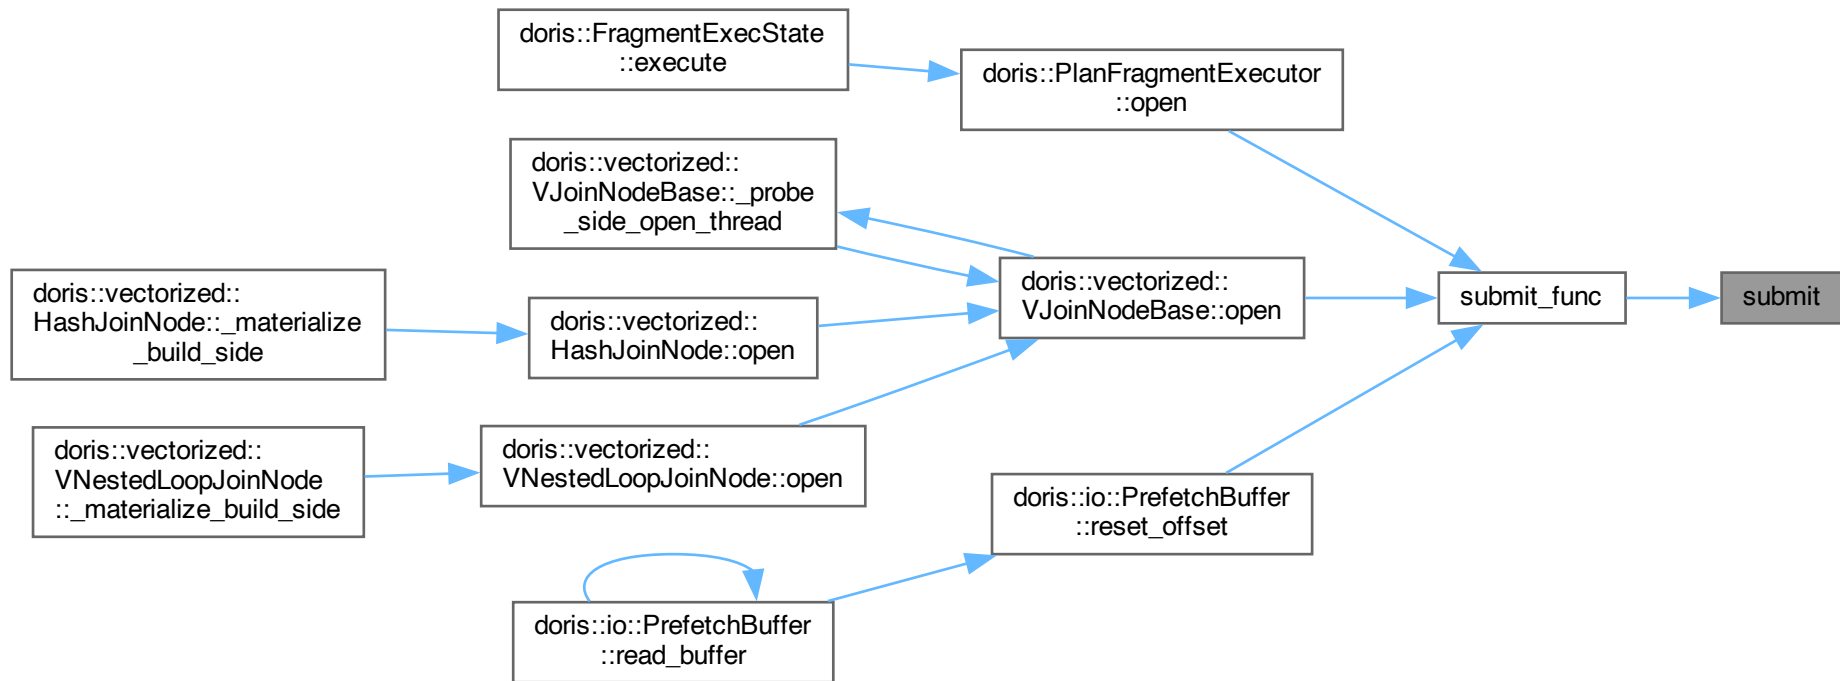 doris::FragmentExecState
::execute
doris::PlanFragmentExecutor
::open
doris::vectorized::
VJoinNodeBase::_probe
_side_open_thread
doris::vectorized::
HashJoinNode::_materialize
_build_side
doris::vectorized::
HashJoinNode::open
doris::vectorized::
VJoinNodeBase::open
submit_func
submit
doris::vectorized::
VNestedLoopJoinNode
::_materialize_build_side
doris::vectorized::
VNestedLoopJoinNode::open
doris::io::PrefetchBuffer
::reset_offset
doris::io::PrefetchBuffer
::read_buffer